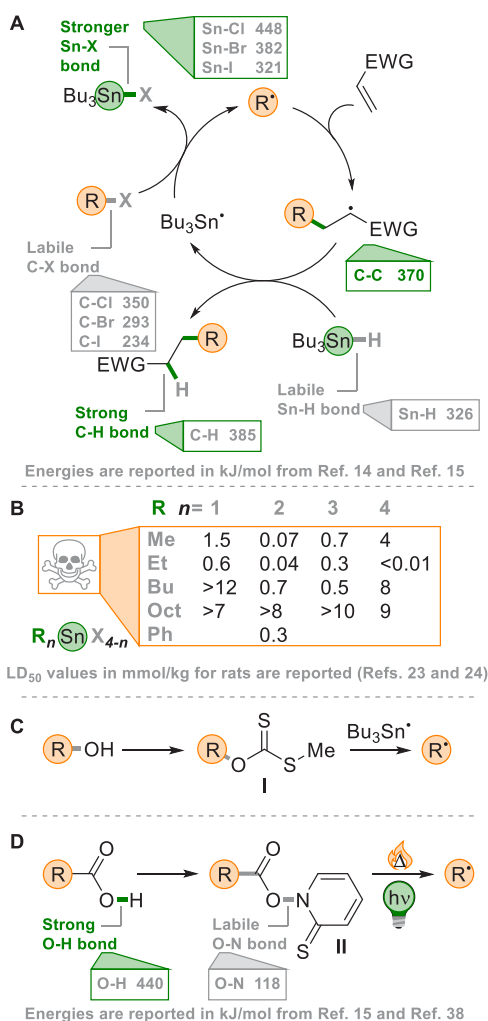 A
Stronger
Sn-X
bond
Sn-Cl 448
Sn-Br 382
Sn-I 321
Bu3Sn-X
R•
EWG
R-X
Bu3Sn•
R
EWG
Labile
C-X bond
C-C 370
C-Cl 350
C-Br 293
C-I 234
R
EWG
H
Bu3Sn-H
Labile
Sn-H bond
Sn-H 326
Strong
C-H bond
C-H 385
Energies are reported in kJ/mol from Ref. 14 and Ref. 15
B
R n= 1 2 3 4
Me 1.5 0.07 0.7 4
Et 0.6 0.04 0.3 <0.01
Bu >12 0.7 0.5 8
Oct >7 >8 >10 9
Ph 0.3
RnSnX4-n
LD50 values in mmol/kg for rats are reported (Refs. 23 and 24)
C
R OH
S
R O S Me
I
Bu3Sn•
R•
D
R O O H
Strong
O-H bond
O-H 440
R O O N S
II
Labile
O-N bond
O-N 118
Δ
hν
R•
Energies are reported in kJ/mol from Ref. 15 and Ref. 38